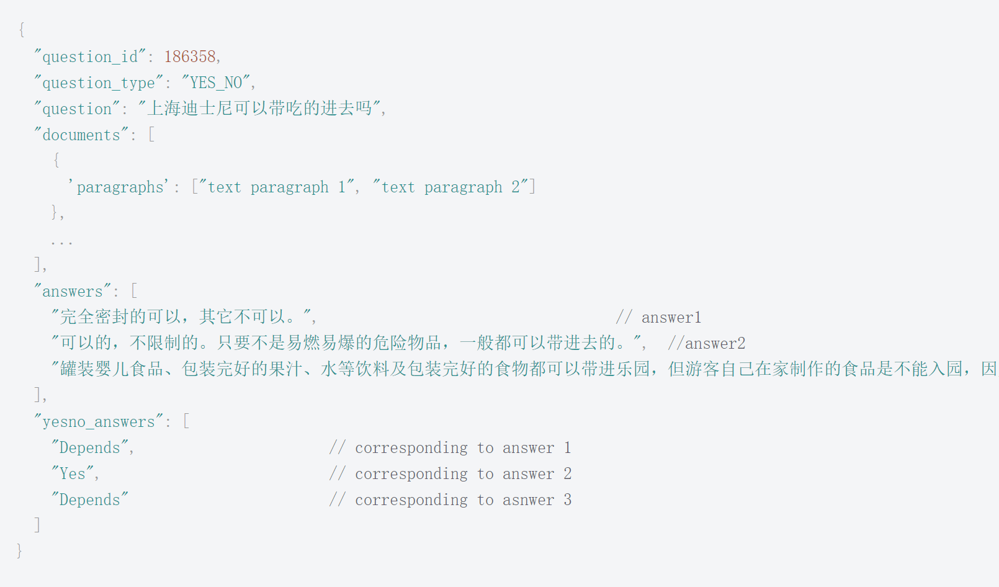 {
"question_id": 186358,
"question_type": "YES_NO",
"question": "上海迪士尼可以带吃的进去吗",
"documents": [
{
'paragraphs': ["text paragraph 1", "text paragraph 2"]
},
...
],
"answers": [
"完全密封的可以，其它不可以。", // answer1
"可以的，不限制的。只要不是易燃易爆的危险物品，一般都可以带进去的。", //answer2
"罐装婴儿食品、包装完好的果汁、水等饮料及包装完好的食物都可以带进乐园，但游客自己在家制作的食品是不能入园，因
],
"yesno_answers": [
"Depends", // corresponding to answer 1
"Yes", // corresponding to answer 2
"Depends" // corresponding to asnwer 3
]
}